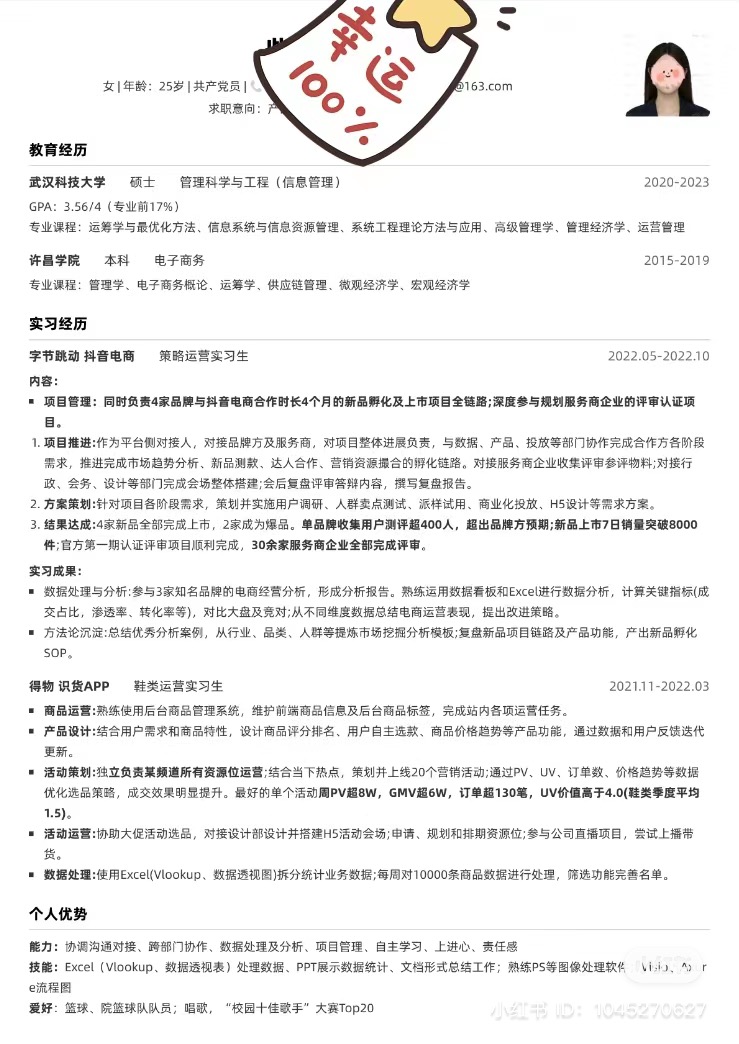 幸运
100%
女 | 年龄：25岁 | 共产党员 |
@163.com
求职意向：产
教育经历
武汉科技大学 硕士 管理科学与工程（信息管理） 2020-2023
GPA：3.56/4（专业前17%）
专业课程：运筹学与最优化方法、信息系统与信息资源管理、系统工程理论方法与应用、高级管理学、管理经济学、运营管理
许昌学院 本科 电子商务 2015-2019
专业课程：管理学、电子商务概论、运筹学、供应链管理、微观经济学、宏观经济学
实习经历
字节跳动 抖音电商 策略运营实习生 2022.05-2022.10
内容：
▪ 项目管理：同时负责4家品牌与抖音电商合作时长4个月的新品孵化及上市项目全链路;深度参与规划服务商企业的评审认证项
目。
1. 项目推进:作为平台侧对接人，对接品牌方及服务商，对项目整体进展负责，与数据、产品、投放等部门协作完成合作方各阶段
需求，推进完成市场趋势分析、新品测款、达人合作、营销资源撮合的孵化链路。对接服务商企业收集评审参评物料;对接行
政、会务、设计等部门完成会场整体搭建;会后复盘评审答辩内容，撰写复盘报告。
2. 方案策划:针对项目各阶段需求，策划并实施用户调研、人群卖点测试、派样试用、商业化投放、H5设计等需求方案。
3. 结果达成:4家新品全部完成上市，2家成为爆品。单品牌收集用户测评超400人，超出品牌方预期;新品上市7日销量突破8000
件;官方第一期认证评审项目顺利完成，30余家服务商企业全部完成评审。
实习成果：
▪ 数据处理与分析:参与3家知名品牌的电商经营分析，形成分析报告。熟练运用数据看板和Excel进行数据分析，计算关键指标(成
交占比，渗透率、转化率等)，对比大盘及竞对;从不同维度数据总结电商运营表现，提出改进策略。
▪ 方法论沉淀:总结优秀分析案例，从行业、品类、人群等提炼市场挖掘分析模板;复盘新品项目链路及产品功能，产出新品孵化
SOP。
得物 识货APP 鞋类运营实习生 2021.11-2022.03
▪ 商品运营:熟练使用后台商品管理系统，维护前端商品信息及后台商品标签，完成站内各项运营任务。
▪ 产品设计:结合用户需求和商品特性，设计商品评分排名、用户自主选款、商品价格趋势等产品功能，通过数据和用户反馈迭代
更新。
▪ 活动策划:独立负责某频道所有资源位运营;结合当下热点，策划并上线20个营销活动;通过PV、UV、订单数、价格趋势等数据
优化选品策略，成交效果明显提升。最好的单个活动周PV超8W，GMV超6W，订单超130笔，UV价值高于4.0(鞋类季度平均
1.5)。
▪ 活动运营:协助大促活动选品，对接设计部设计并搭建H5活动会场;申请、规划和排期资源位;参与公司直播项目，尝试上播带
货。
▪ 数据处理:使用Excel(Vlookup、数据透视图)拆分统计业务数据;每周对10000条商品数据进行处理，筛选功能完善名单。
个人优势
能力：协调沟通对接、跨部门协作、数据处理及分析、项目管理、自主学习、上进心、责任感
技能：Excel（Vlookup、数据透视表）处理数据、PPT展示数据统计、文档形式总结工作；熟练PS等图像处理软件 Visio、Axur
e流程图
爱好：篮球、院篮球队队员；唱歌，“校园十佳歌手”大赛Top20
小红书
小红书 ID：1045270627